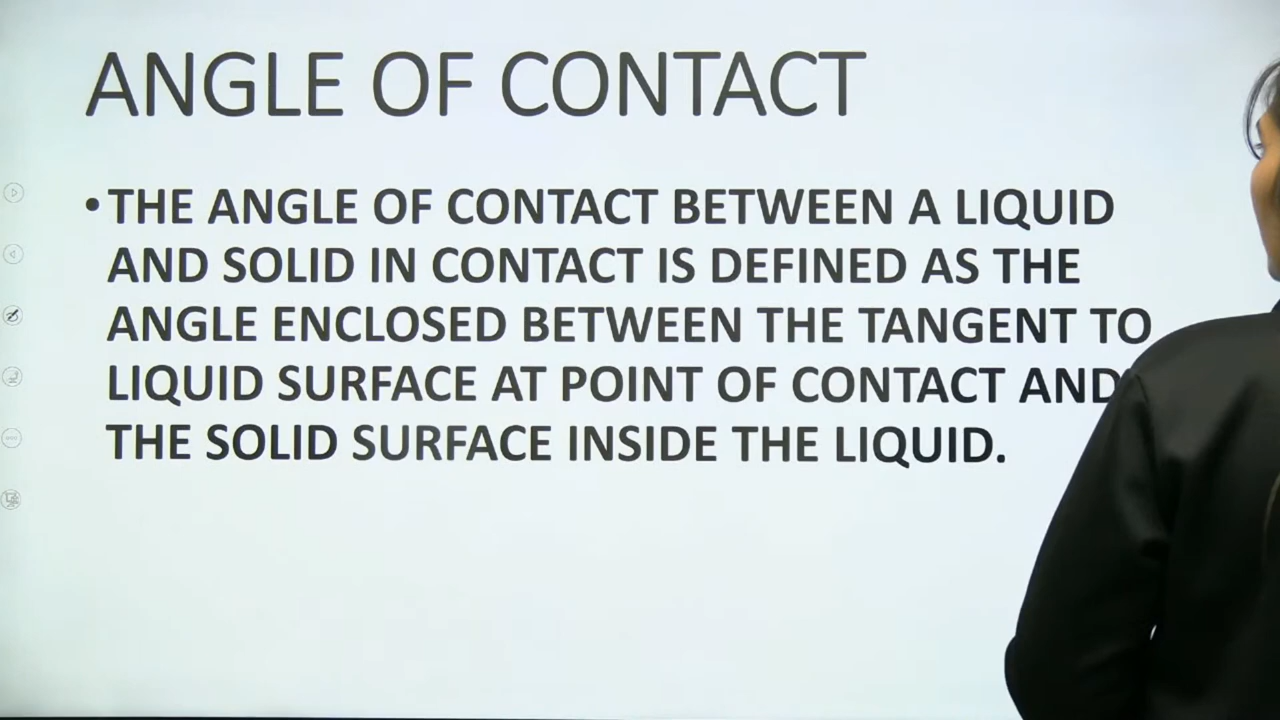 ANGLE OF CONTACT
• THE ANGLE OF CONTACT BETWEEN A LIQUID
AND SOLID IN CONTACT IS DEFINED AS THE
ANGLE ENCLOSED BETWEEN THE TANGENT TO
LIQUID SURFACE AT POINT OF CONTACT AND
THE SOLID SURFACE INSIDE THE LIQUID.